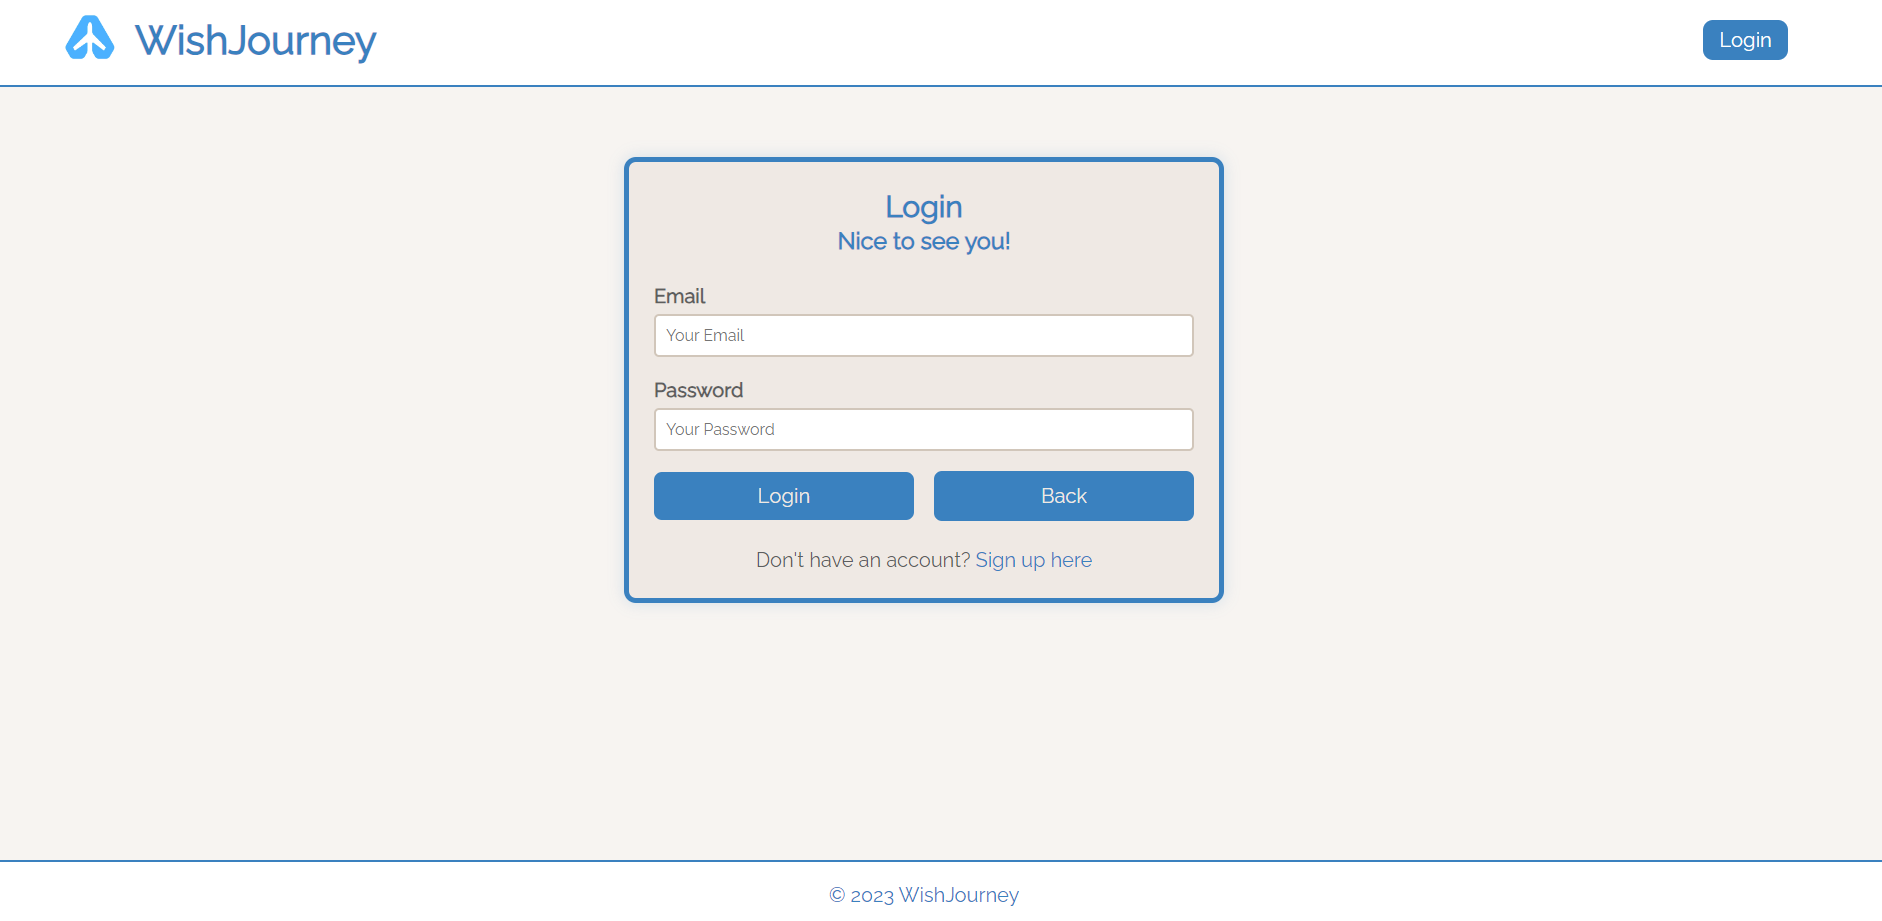 WishJourney
Login
Login
Nice to see you!
Email
Your Email
Password
Your Password
Login
Back
Don't have an account? Sign up here
© 2023 WishJourney